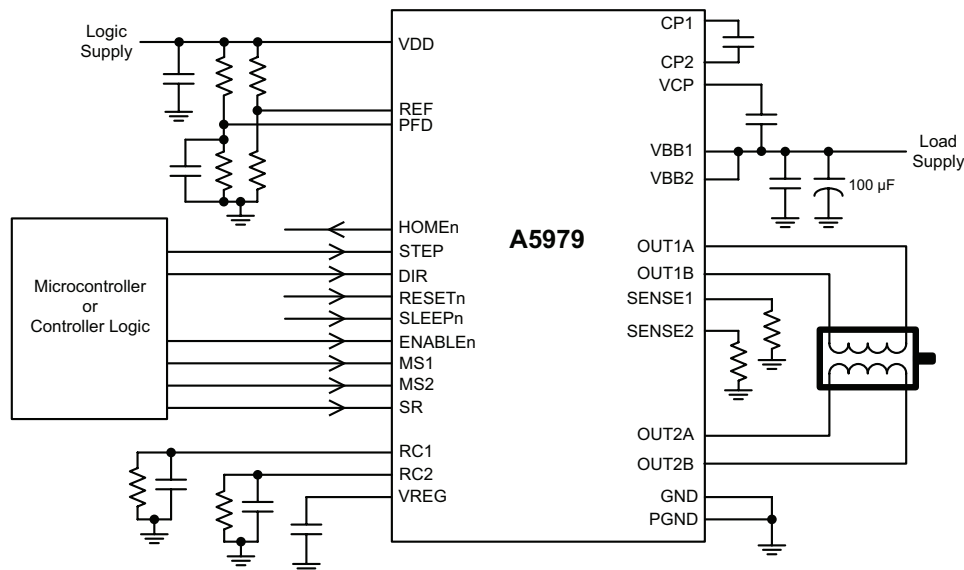 Logic
Supply
VDD
REF
PFD
HOMEn
STEP
DIR
RESETn
SLEEPn
ENABLEn
MS1
MS2
SR
RC1
RC2
VREG
Microcontroller
or
Controller Logic
A5979
CP1
CP2
VCP
VBB1
VBB2
OUT1A
OUT1B
SENSE1
SENSE2
OUT2A
OUT2B
GND
PGND
Load
Supply
100 µF